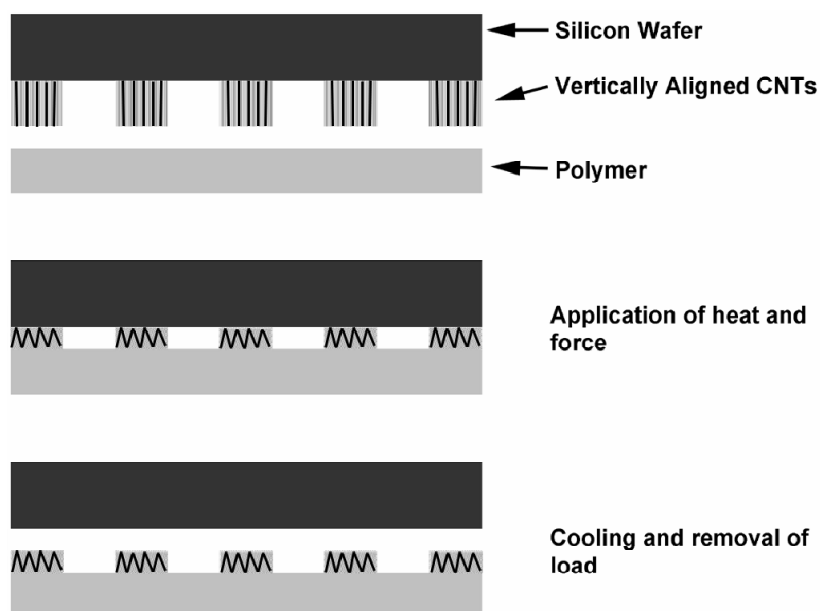 Silicon Wafer
Vertically Aligned CNTs
Polymer
Application of heat and
force
Cooling and removal of
load